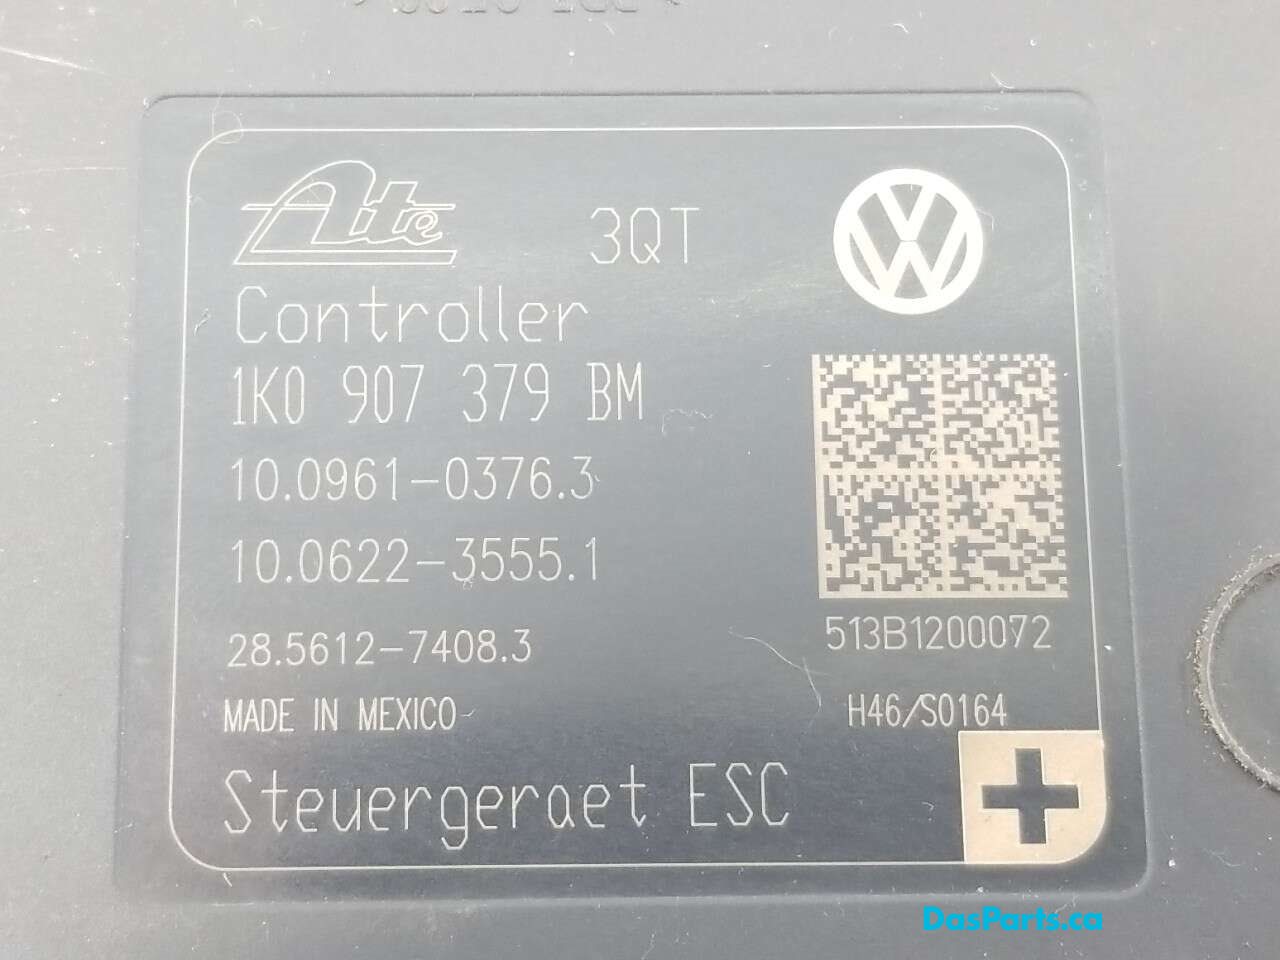 Ate 3QT
Controller
1K0 907 379 BM
10.0961-0376.3
10.0622-3555.1
28.5612-7408.3
513B1200072
MADE IN MEXICO
H46/S0164
Steuergeraet ESC
DasParts.ca